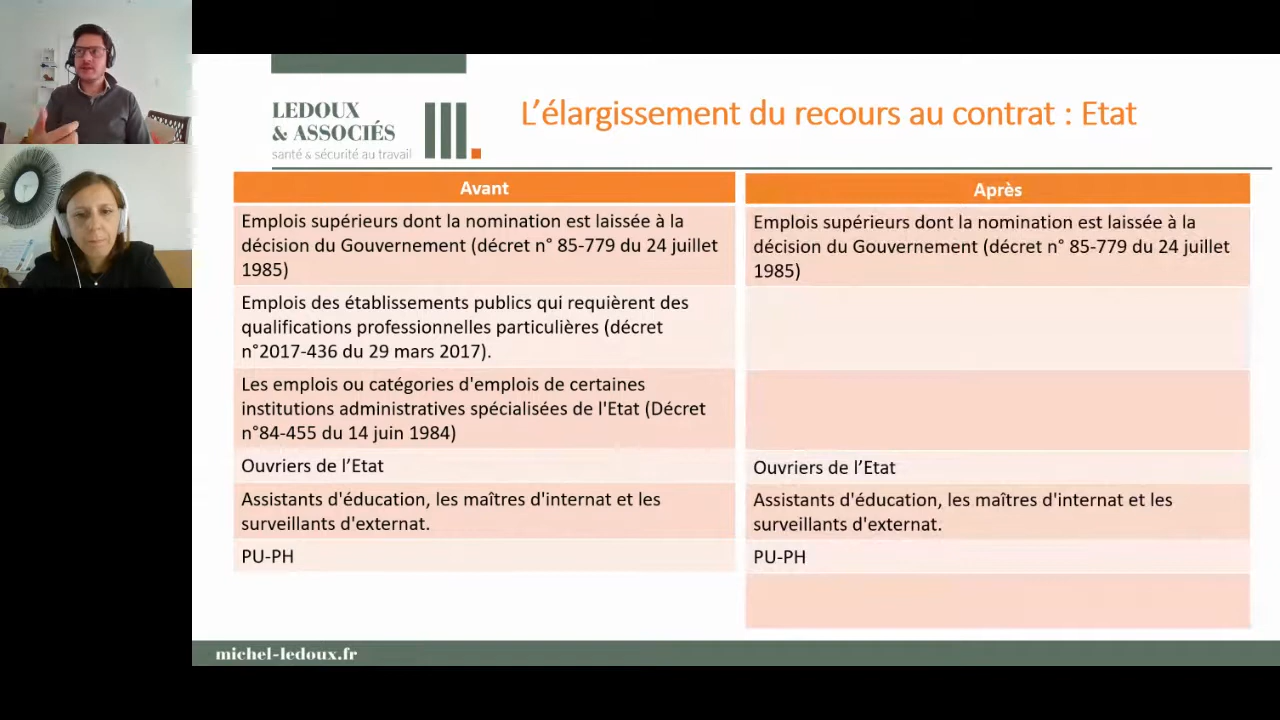 LEDOUX
& ASSOCIÉS
santé & sécurité au travail
L’élargissement du recours au contrat : Etat
Avant
Emplois supérieurs dont la nomination est laissée à la
décision du Gouvernement (décret n° 85-779 du 24 juillet
1985)
Emplois des établissements publics qui requièrent des
qualifications professionnelles particulières (décret
n°2017-436 du 29 mars 2017).
Les emplois ou catégories d'emplois de certaines
institutions administratives spécialisées de l'Etat (Décret
n°84-455 du 14 juin 1984)
Ouvriers de l’Etat
Assistants d'éducation, les maîtres d'internat et les
surveillants d'externat.
PU-PH
Après
Emplois supérieurs dont la nomination est laissée à la
décision du Gouvernement (décret n° 85-779 du 24 juillet
1985)
Ouvriers de l’Etat
Assistants d'éducation, les maîtres d'internat et les
surveillants d'externat.
PU-PH
michel-ledoux.fr